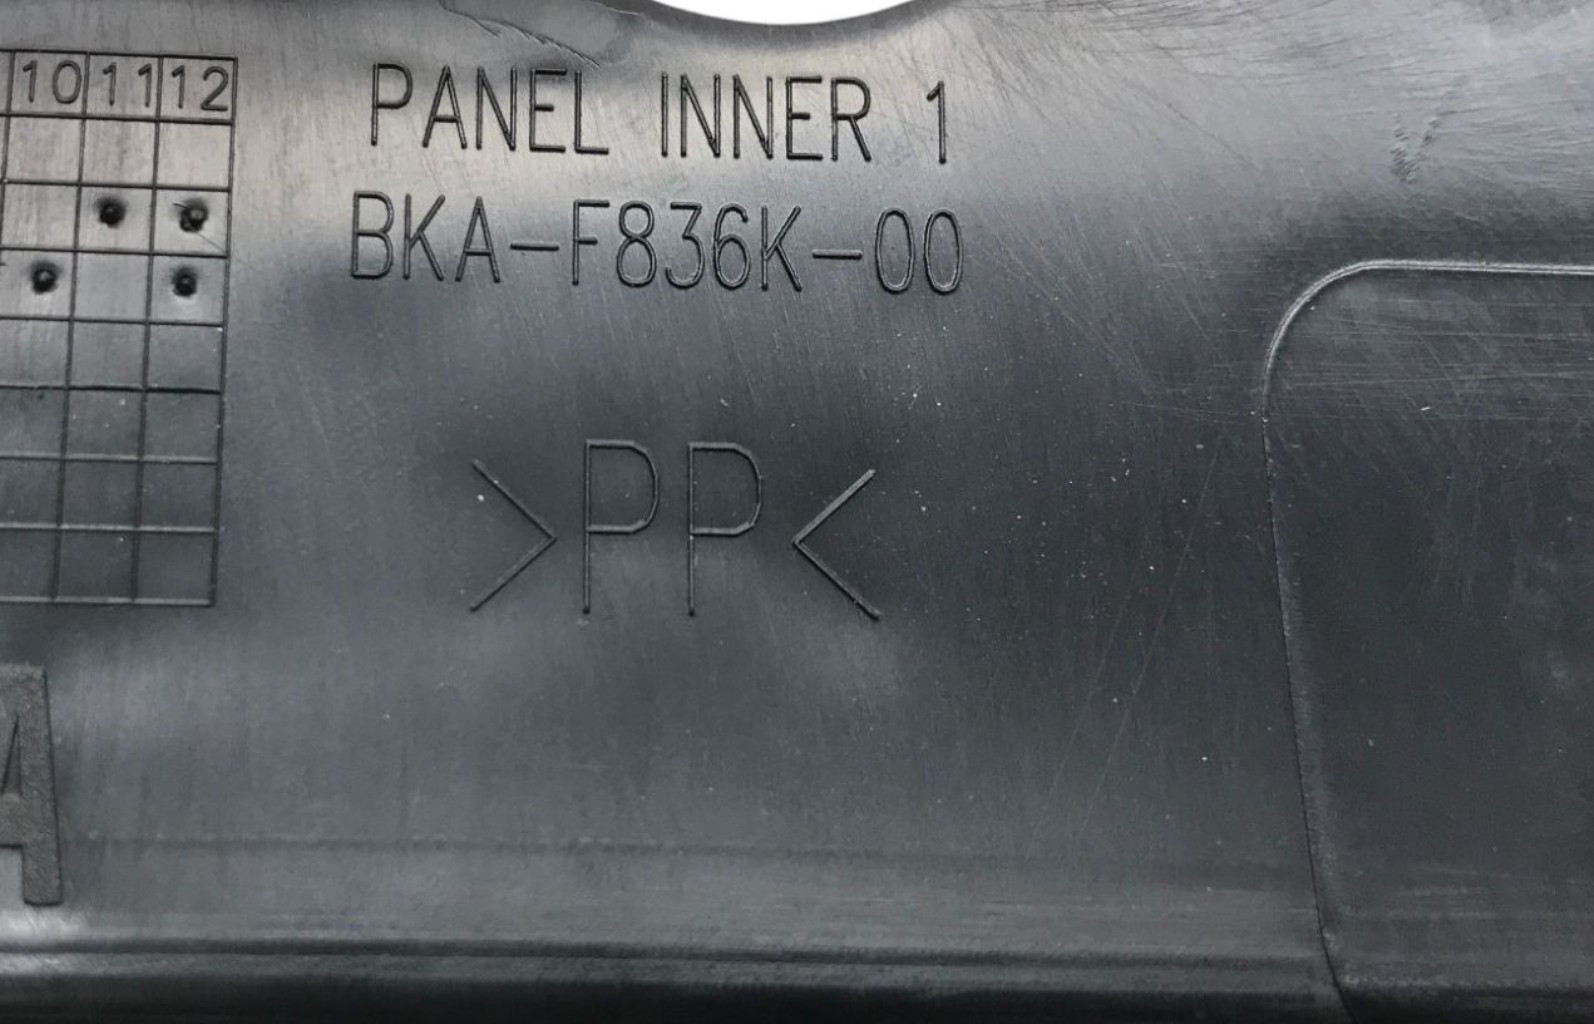 10 11 12
PANEL INNER 1
BKA-F836K-00
>PP<
A